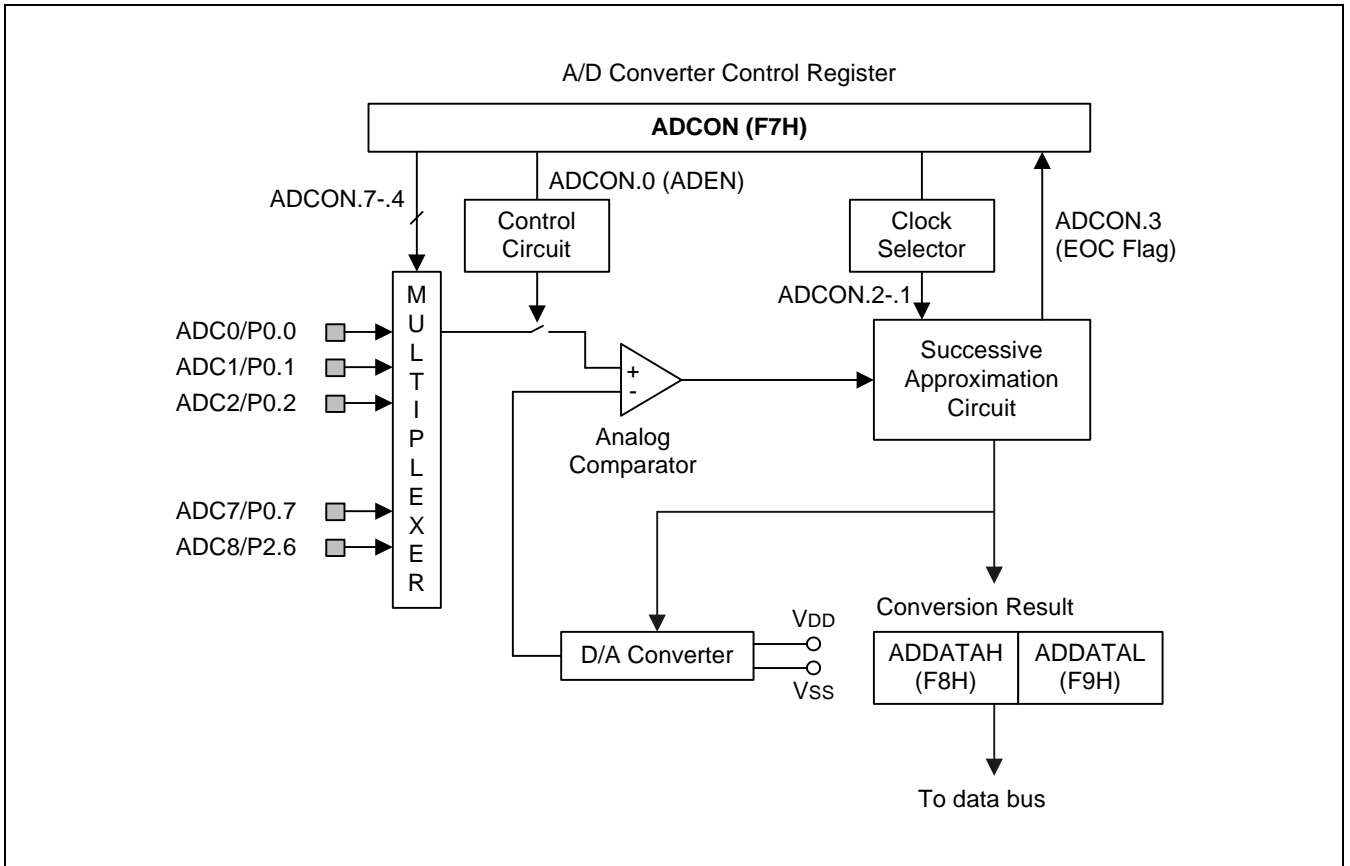 A/D Converter Control Register
ADCON (F7H)
ADCON.7-.4
ADCON.0 (ADEN)
Control
Circuit
Clock
Selector
ADCON.3
(EOC Flag)
ADCON.2-.1
MULTIPLEXER
ADC0/P0.0
ADC1/P0.1
ADC2/P0.2
ADC7/P0.7
ADC8/P2.6
+
-
Analog
Comparator
Successive
Approximation
Circuit
D/A Converter
VDD
VSS
Conversion Result
ADDATAH
(F8H)
ADDATAL
(F9H)
To data bus